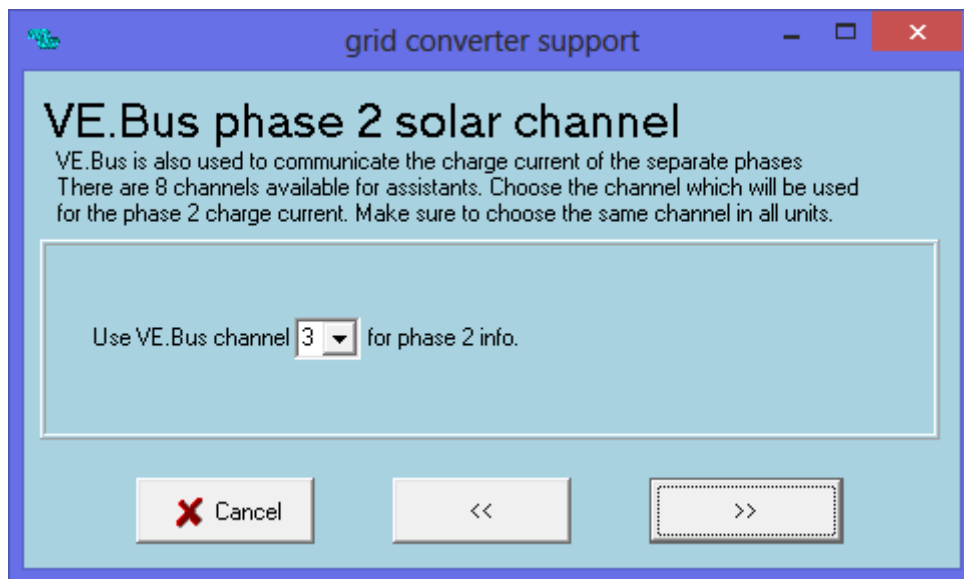 grid converter support
VE.Bus phase 2 solar channel
VE.Bus is also used to communicate the charge current of the separate phases
There are 8 channels available for assistants. Choose the channel which will be used
for the phase 2 charge current. Make sure to choose the same channel in all units.
Use VE.Bus channel 3 for phase 2 info.
Cancel << >>